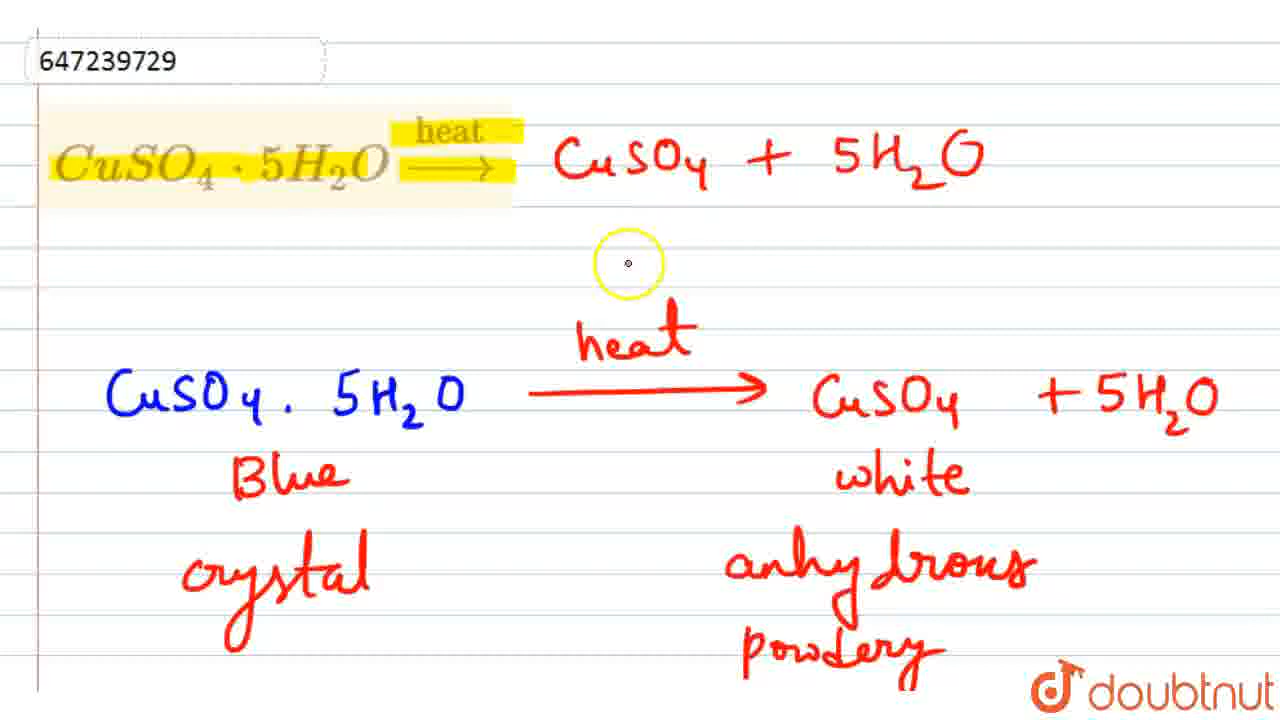 647239729
CuSO₄ · 5H₂O heat ⟶ CuSO₄ + 5H₂O
heat
CuSO₄ . 5H₂O ⟶ CuSO₄ + 5H₂O
Blue white
crystal anhydrous
powdery
doubtnut